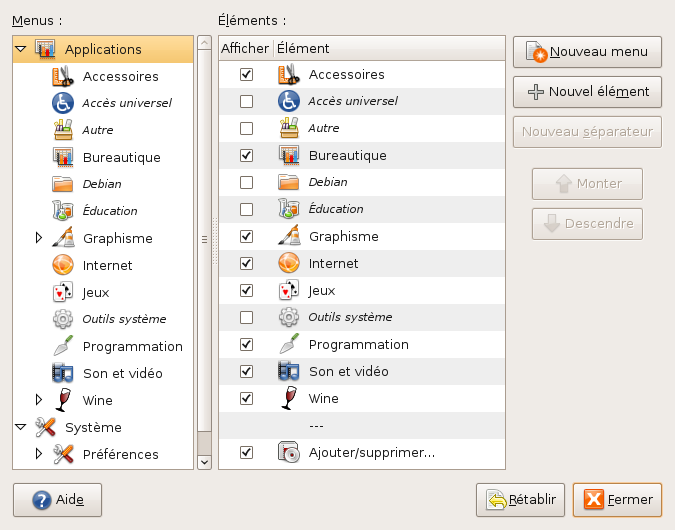 Menus :
Applications
Accessoires
Accès universel
Autre
Bureautique
Debian
Éducation
Graphisme
Internet
Jeux
Outils système
Programmation
Son et vidéo
Wine
Système
Préférences
Éléments :
Afficher Élément
Accessoires
Accès universel
Autre
Bureautique
Debian
Éducation
Graphisme
Internet
Jeux
Outils système
Programmation
Son et vidéo
Wine
---
Ajouter/supprimer...
Nouveau menu
Nouvel élément
Nouveau séparateur
Monter
Descendre
Aide
Rétablir
Fermer